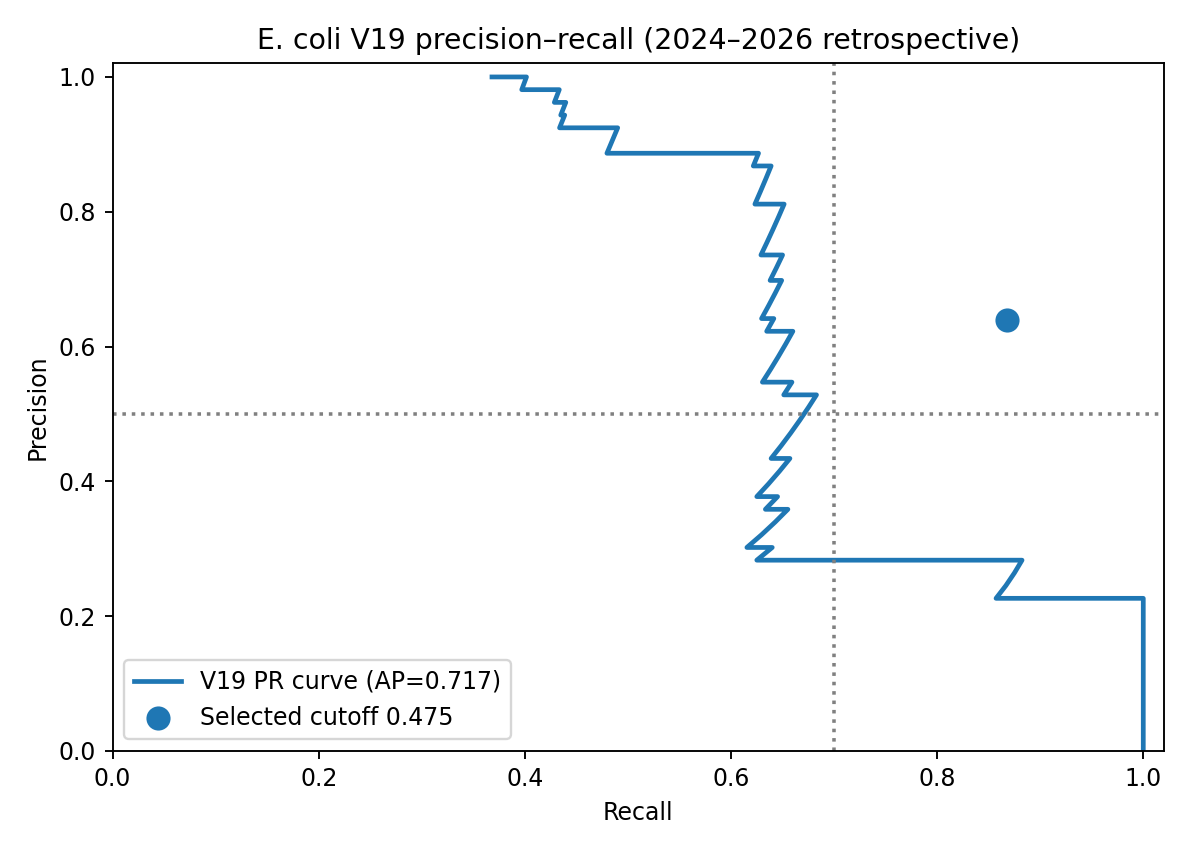 E. coli V19 precision–recall (2024–2026 retrospective)
Precision
1.0
0.8
0.6
0.4
0.2
0.0
V19 PR curve (AP=0.717)
Selected cutoff 0.475
0.0 0.2 0.4 0.6 0.8 1.0
Recall